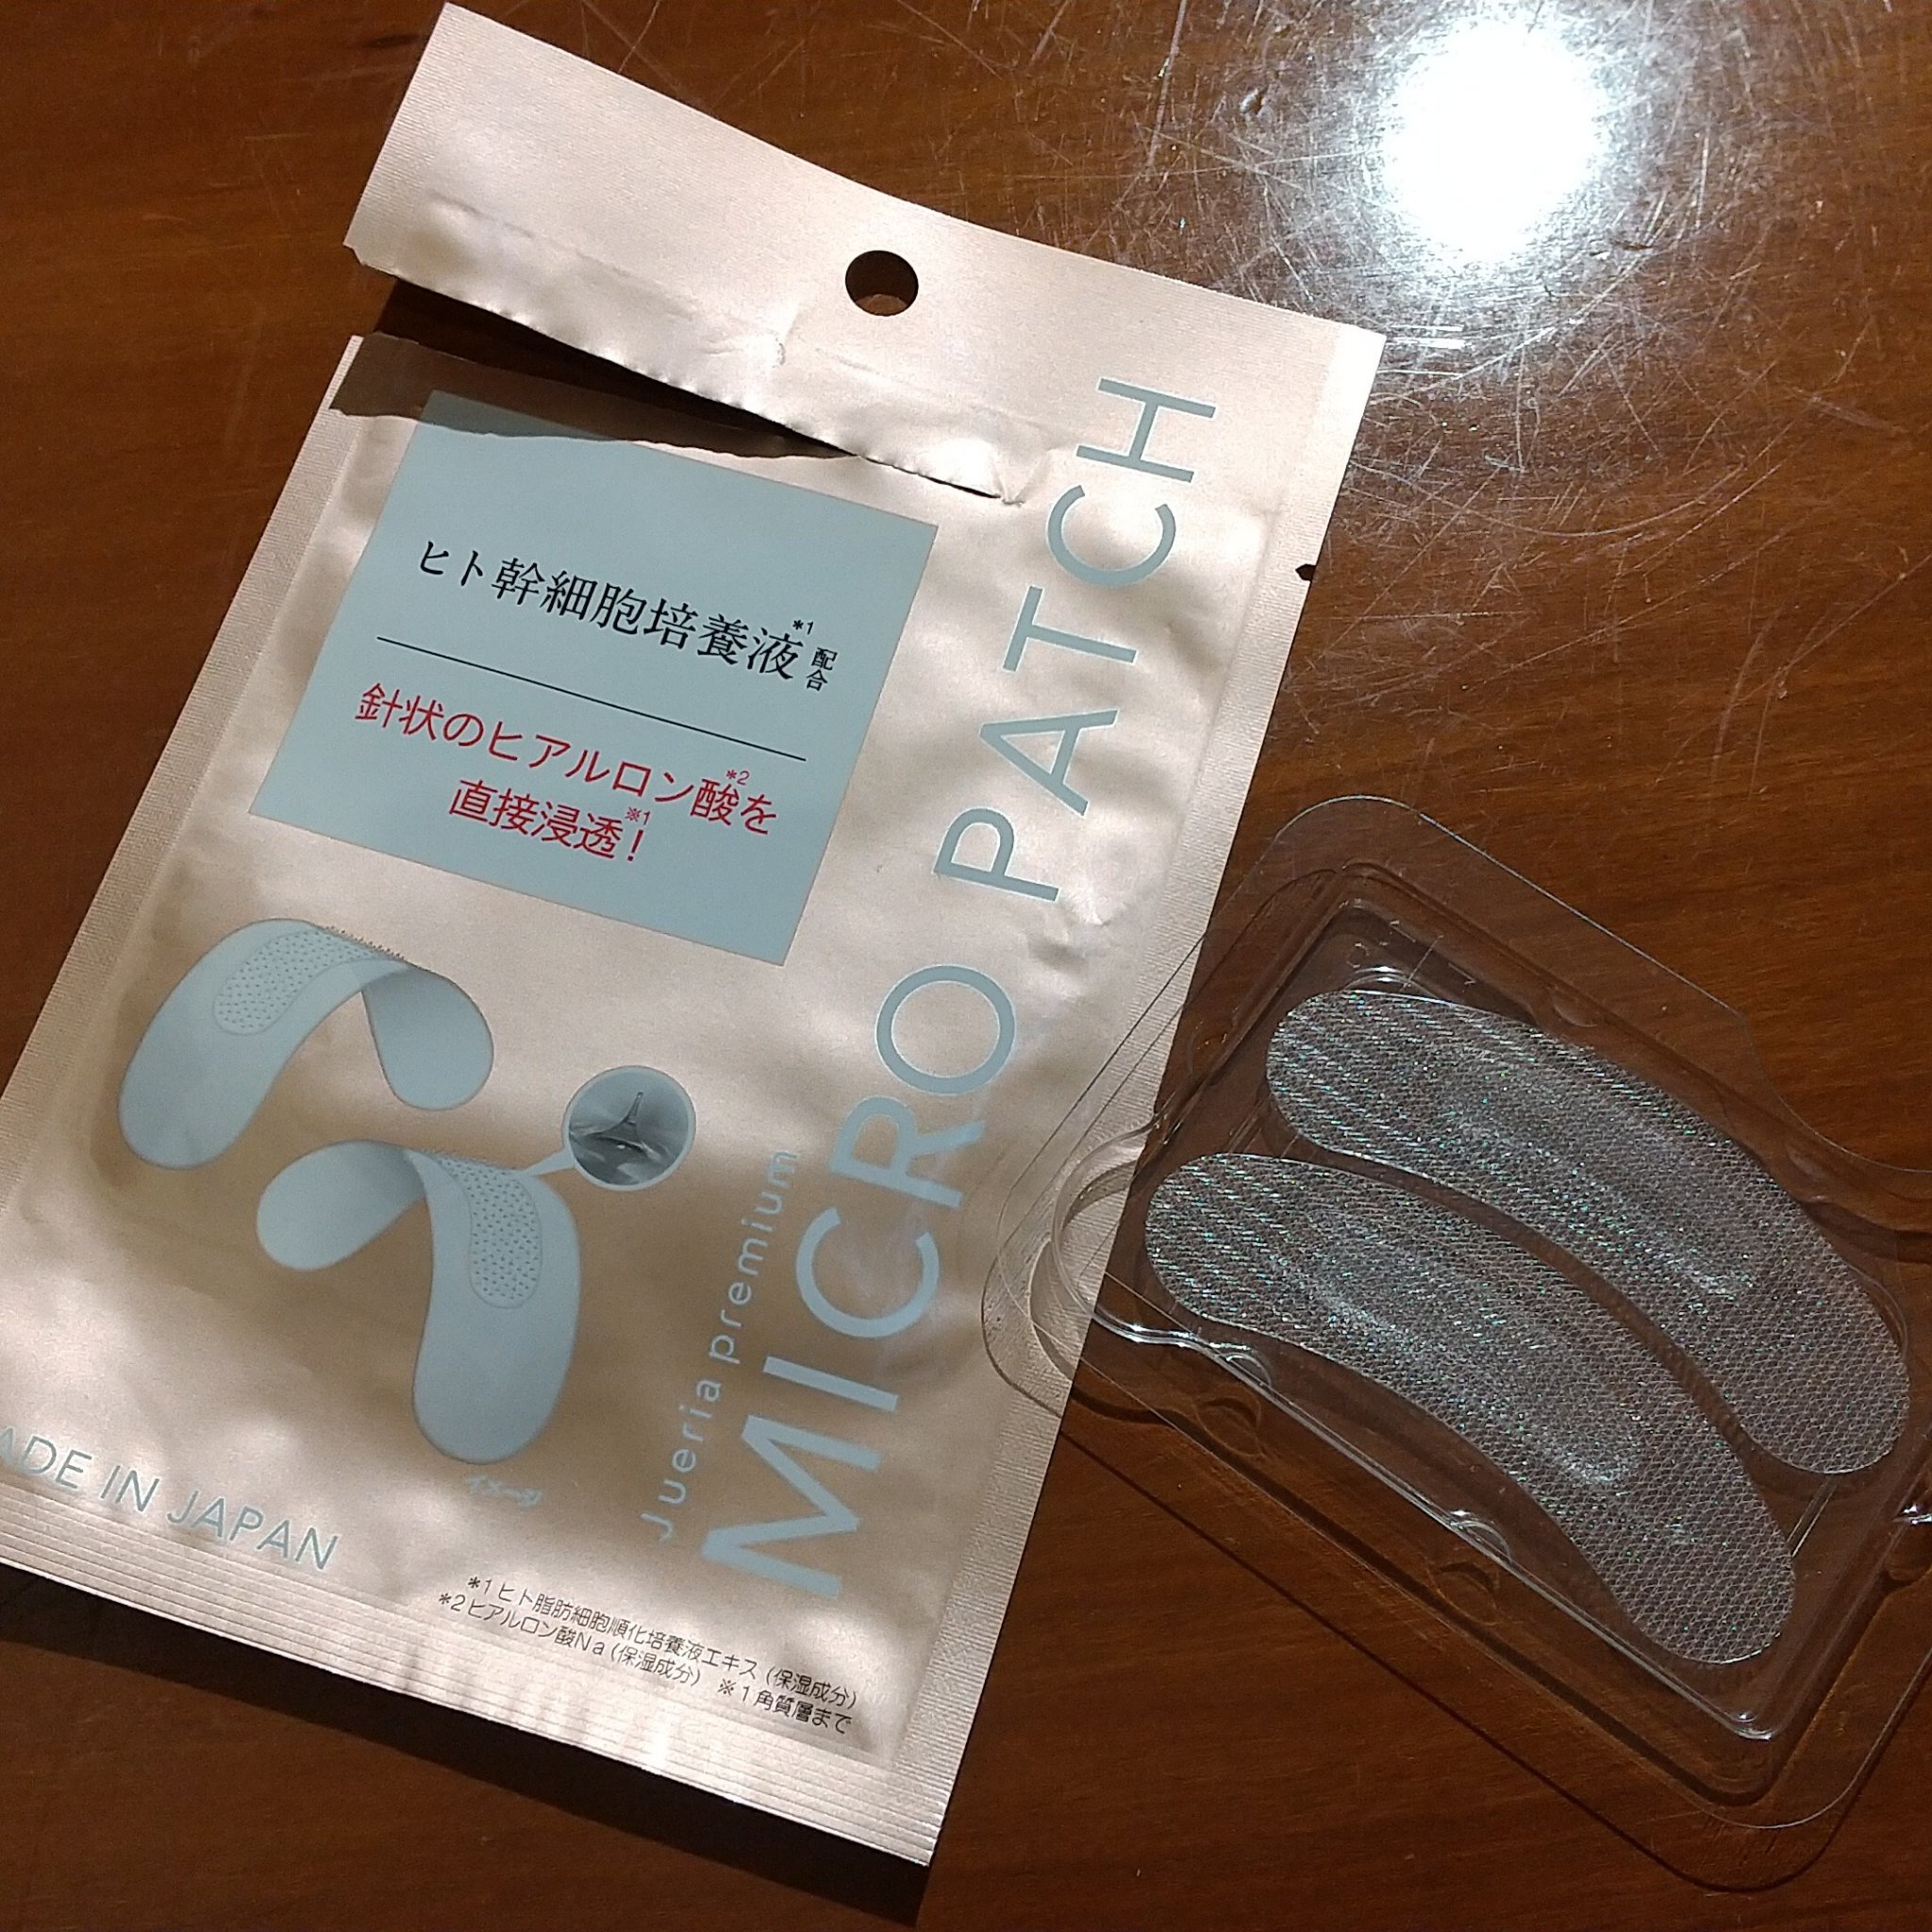 ヒト幹細胞培養液*1配合
針状のヒアルロン酸*2を
直接浸透※1!
Jueria premium
MICRO PATCH
イメージ
ADE IN JAPAN
*1ヒト脂肪細胞順化培養液エキス(保湿成分)
*2ヒアルロン酸Na(保湿成分) ※1角質層まで